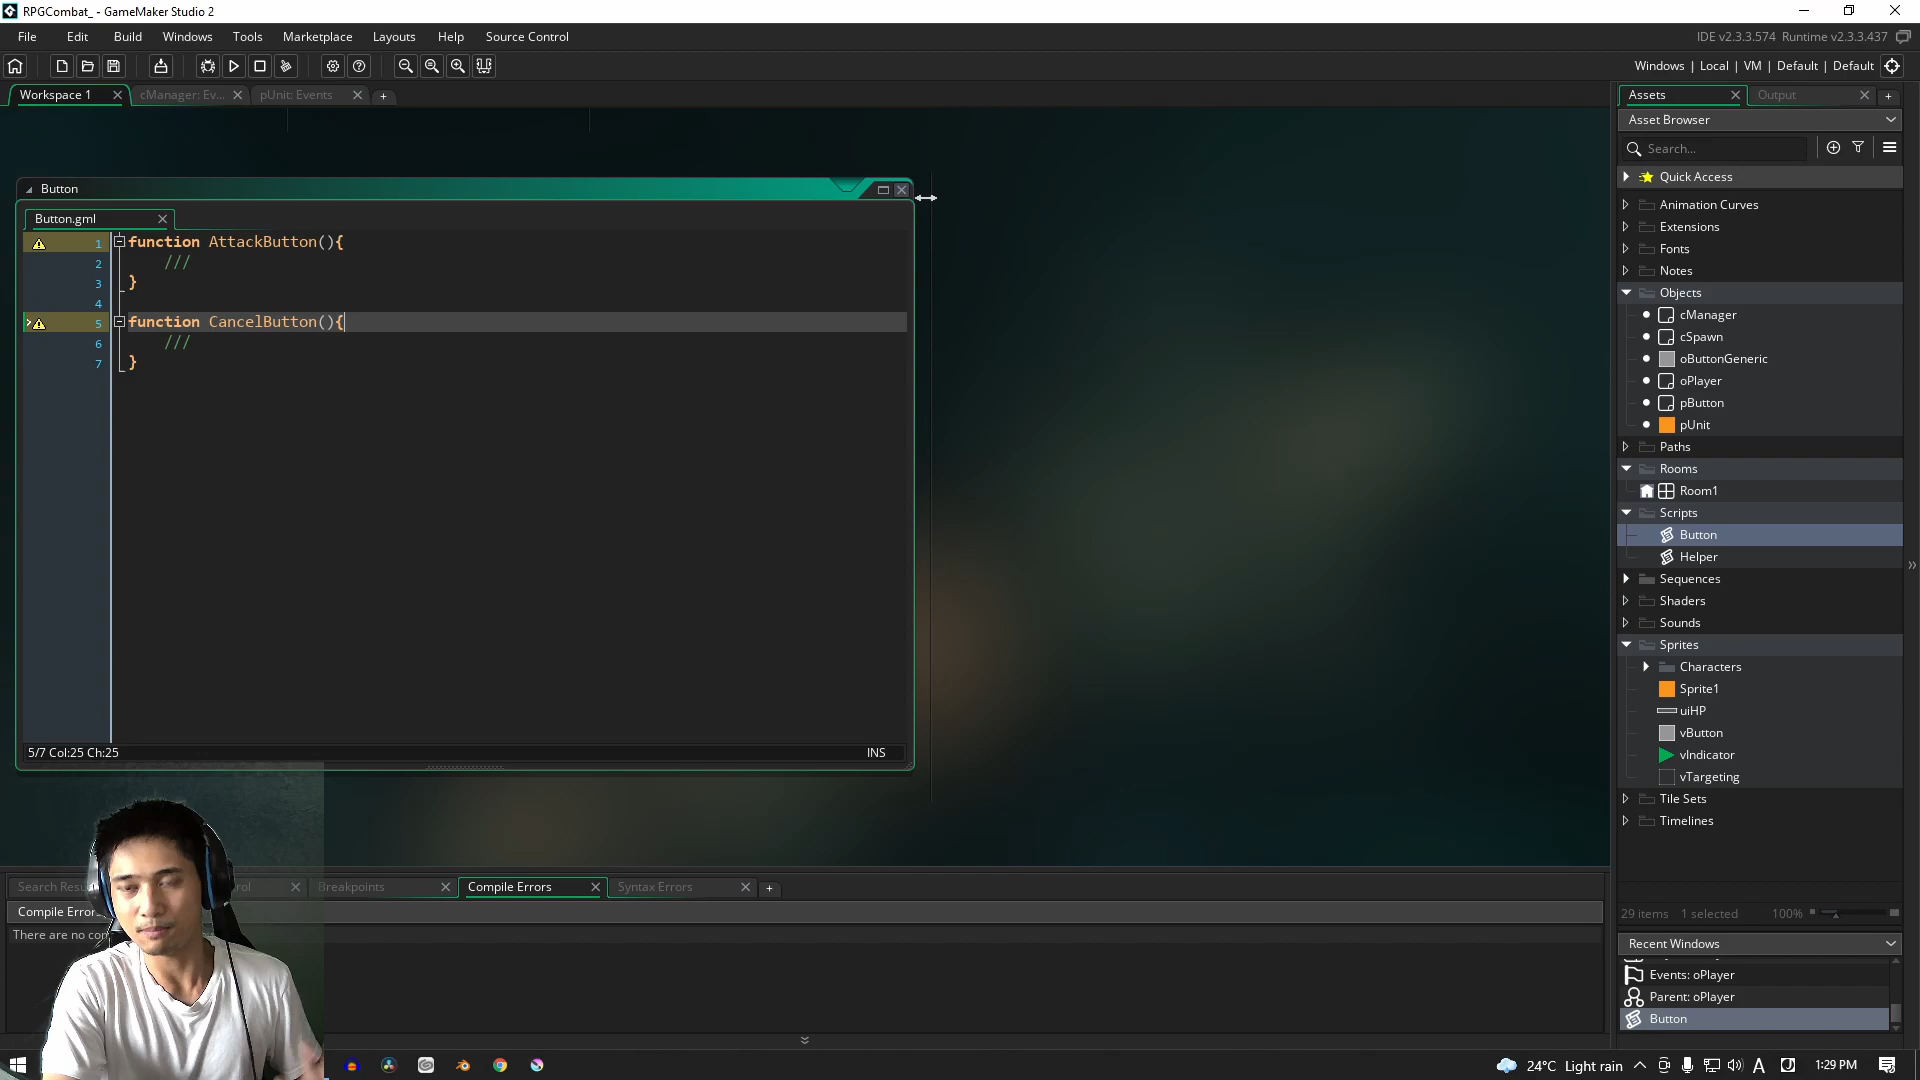 RPGCombat_ - GameMaker Studio 2
File Edit Build Windows Tools Marketplace Layouts Help Source Control
IDE v2.3.3.574 Runtime v2.3.3.437
Windows | Local | VM | Default | Default
Workspace 1
cManager: Ev...
pUnit: Events
+
Assets
Output
+
Asset Browser
Search...
Quick Access
Animation Curves
Extensions
Fonts
Notes
Objects
cManager
cSpawn
oButtonGeneric
oPlayer
pButton
pUnit
Paths
Rooms
Room1
Scripts
Button
Helper
Sequences
Shaders
Sounds
Sprites
Characters
Sprite1
uiHP
vButton
vIndicator
vTargeting
Tile Sets
Timelines
29 items 1 selected 100%
Recent Windows
Events: oPlayer
Parent: oPlayer
Button
Button
Button.gml
1 function AttackButton(){
2 ///
3 }
4
5 function CancelButton(){
6 ///
7 }
5/7 Col:25 Ch:25
INS
Breakpoints
Compile Errors
Syntax Errors
+
There are no
24°C Light rain
A
1:29 PM